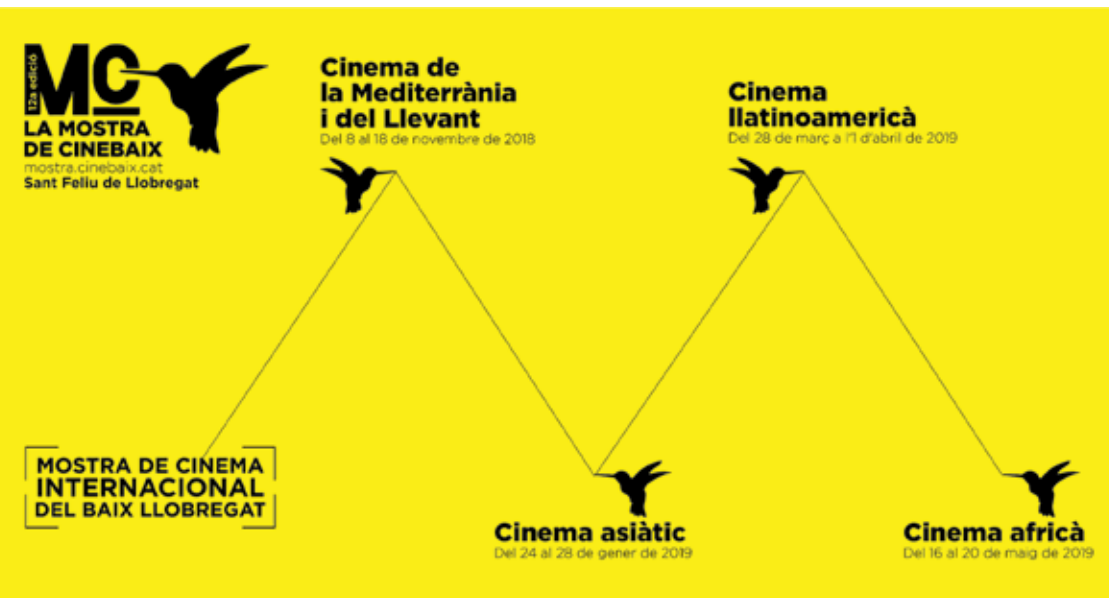 12a edició
MC
LA MOSTRA
DE CINEBAIX
mostra.cinebaix.cat
Sant Feliu de Llobregat
Cinema de
la Mediterrània
i del Llevant
Del 8 al 18 de novembre de 2018
Cinema
llatinoamericà
Del 28 de març a l'1 d'abril de 2019
MOSTRA DE CINEMA
INTERNACIONAL
DEL BAIX LLOBREGAT
Cinema asiàtic
Del 24 al 28 de gener de 2019
Cinema africà
Del 16 al 20 de maig de 2019